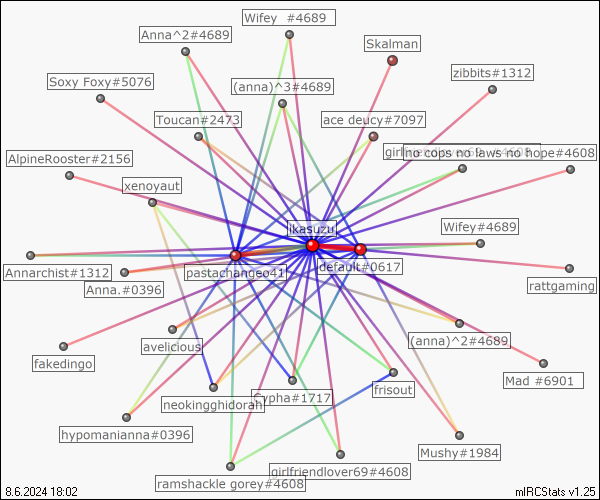 Wifey #4689
Anna^2#4689
Skalman
zibbits#1312
Soxy Foxy#5076
(anna)^3#4689
Toucan#2473
ace deucy#7097
no cops no laws no hope#4608
AlpineRooster#2156
xenoyaut
ikasuzu
Wifey#4689
Annarchist#1312
pastachangeo41
default#0617
Anna.#0396
rattgaming
avelicious
(anna)^2#4689
fakedingo
Mad #6901
frisout
neokingghidorah
Cypha#1717
hypomanianna#0396
Mushy#1984
girlfriendlover69#4608
ramshackle gorey#4608
8.6.2024 18:02
mIRCStats v1.25